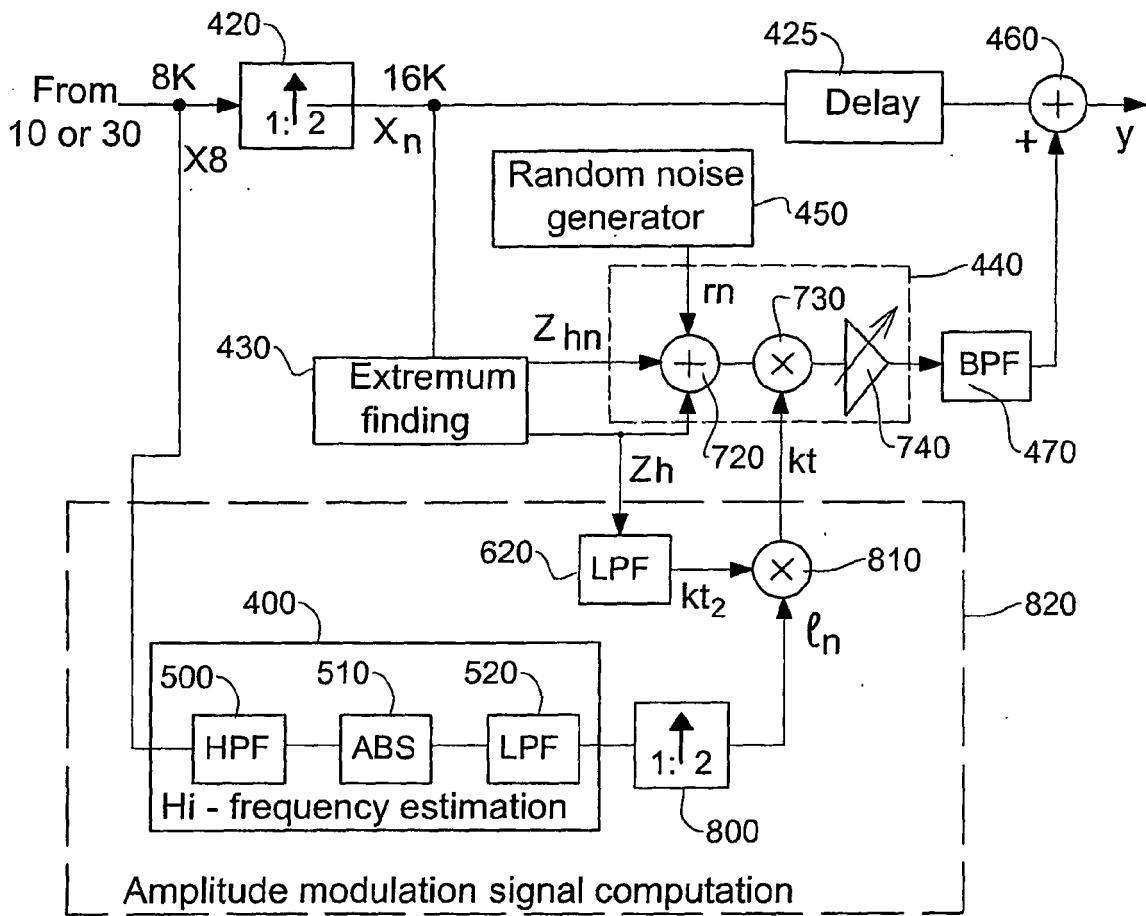 420
425
460
From
10 or 30
8K
1: 2
16K
Delay
X8
Xn
+
+
y
Random noise
generator
450
440
rn
730
Zhn
430
Extremum
finding
+
×
BPF
720
740
470
Zh
kt
620
LPF
kt2
×
810
820
400
ℓn
500
510
520
HPF
ABS
LPF
1: 2
Hi - frequency estimation
800
Amplitude modulation signal computation